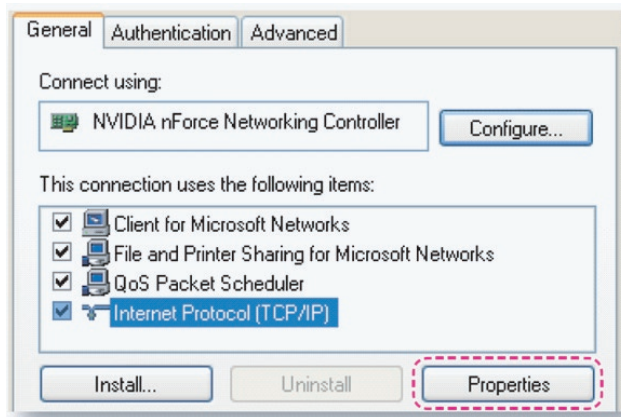 General Authentication Advanced
Connect using:
NVIDIA nForce Networking Controller Configure...
This connection uses the following items:
Client for Microsoft Networks
File and Printer Sharing for Microsoft Networks
QoS Packet Scheduler
Internet Protocol (TCP/IP)
Install... Uninstall Properties